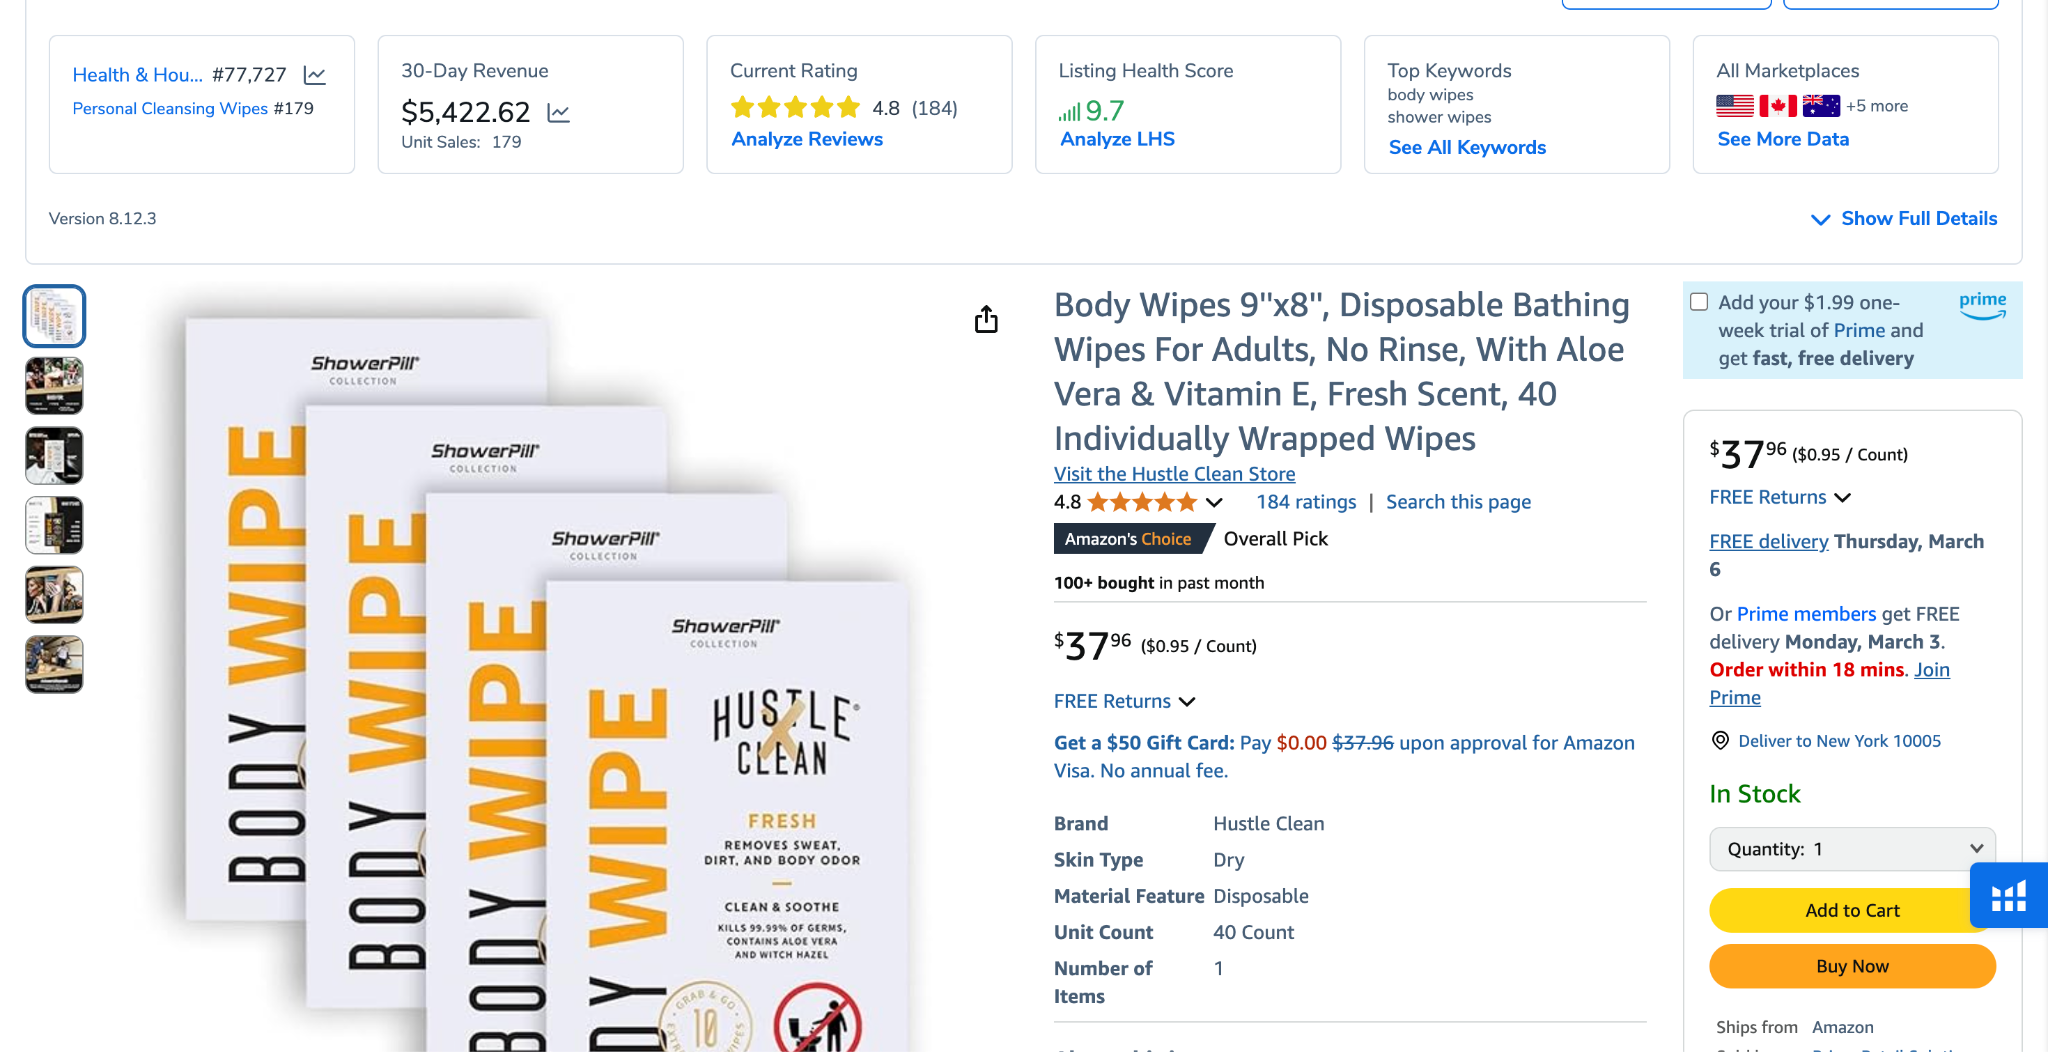 Health & Hou... #77,727
Personal Cleansing Wipes #179
30-Day Revenue
$5,422.62
Unit Sales: 179
Current Rating
4.8 (184)
Analyze Reviews
Listing Health Score
9.7
Analyze LHS
Top Keywords
body wipes
shower wipes
See All Keywords
All Marketplaces
+5 more
See More Data
Version 8.12.3
Show Full Details
ShowerPill®
COLLECTION
BODY WIPE
ShowerPill®
COLLECTION
BODY WIPE
ShowerPill®
COLLECTION
BODY WIPE
ShowerPill®
COLLECTION
DY WIPE
HUSTLE®
CLEAN
FRESH
REMOVES SWEAT,
DIRT, AND BODY ODOR
CLEAN & SOOTHE
KILLS 99.99% OF GERMS,
CONTAINS ALOE VERA
AND WITCH HAZEL
GRAB & GO
10
Body Wipes 9"x8", Disposable Bathing
Wipes For Adults, No Rinse, With Aloe
Vera & Vitamin E, Fresh Scent, 40
Individually Wrapped Wipes
Visit the Hustle Clean Store
4.8 184 ratings | Search this page
Amazon's Choice Overall Pick
100+ bought in past month
$37.96 ($0.95 / Count)
FREE Returns
Get a $50 Gift Card: Pay $0.00 $37.96 upon approval for Amazon
Visa. No annual fee.
Brand Hustle Clean
Skin Type Dry
Material Feature Disposable
Unit Count 40 Count
Number of Items 1
Add your $1.99 one-
week trial of Prime and
get fast, free delivery
prime
$37.96 ($0.95 / Count)
FREE Returns
FREE delivery Thursday, March
6
Or Prime members get FREE
delivery Monday, March 3.
Order within 18 mins. Join
Prime
Deliver to New York 10005
In Stock
Quantity: 1
Add to Cart
Buy Now
Ships from Amazon